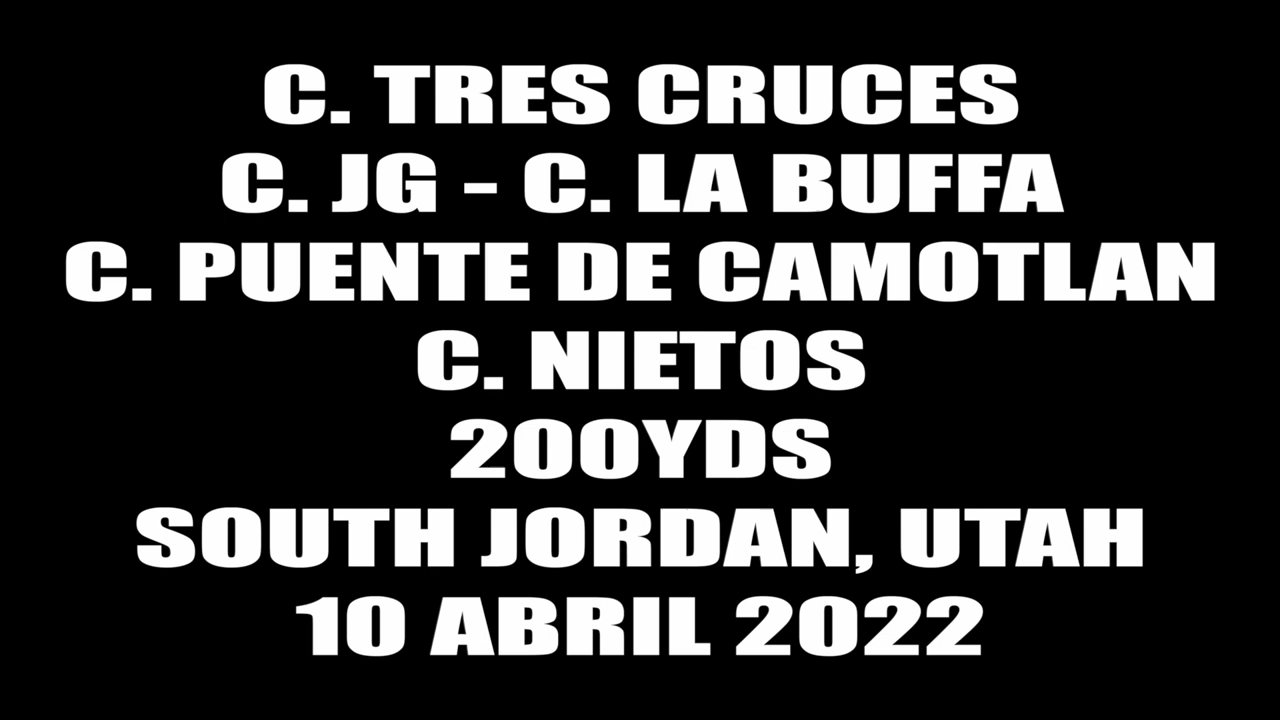 C. TRES CRUCES
C. JG - C. LA BUFFA
C. PUENTE DE CAMOTLAN
C. NIETOS
200YDS
SOUTH JORDAN, UTAH
10 ABRIL 2022